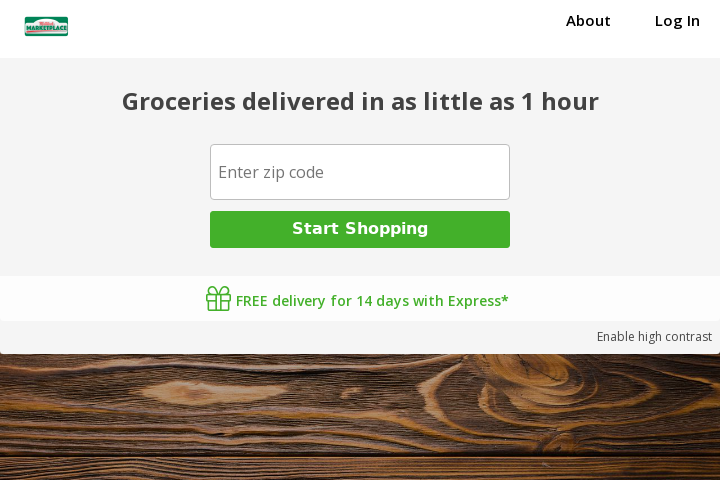 MARKETPLACE
About
Log In
Groceries delivered in as little as 1 hour
Enter zip code
Start Shopping
FREE delivery for 14 days with Express*
Enable high contrast